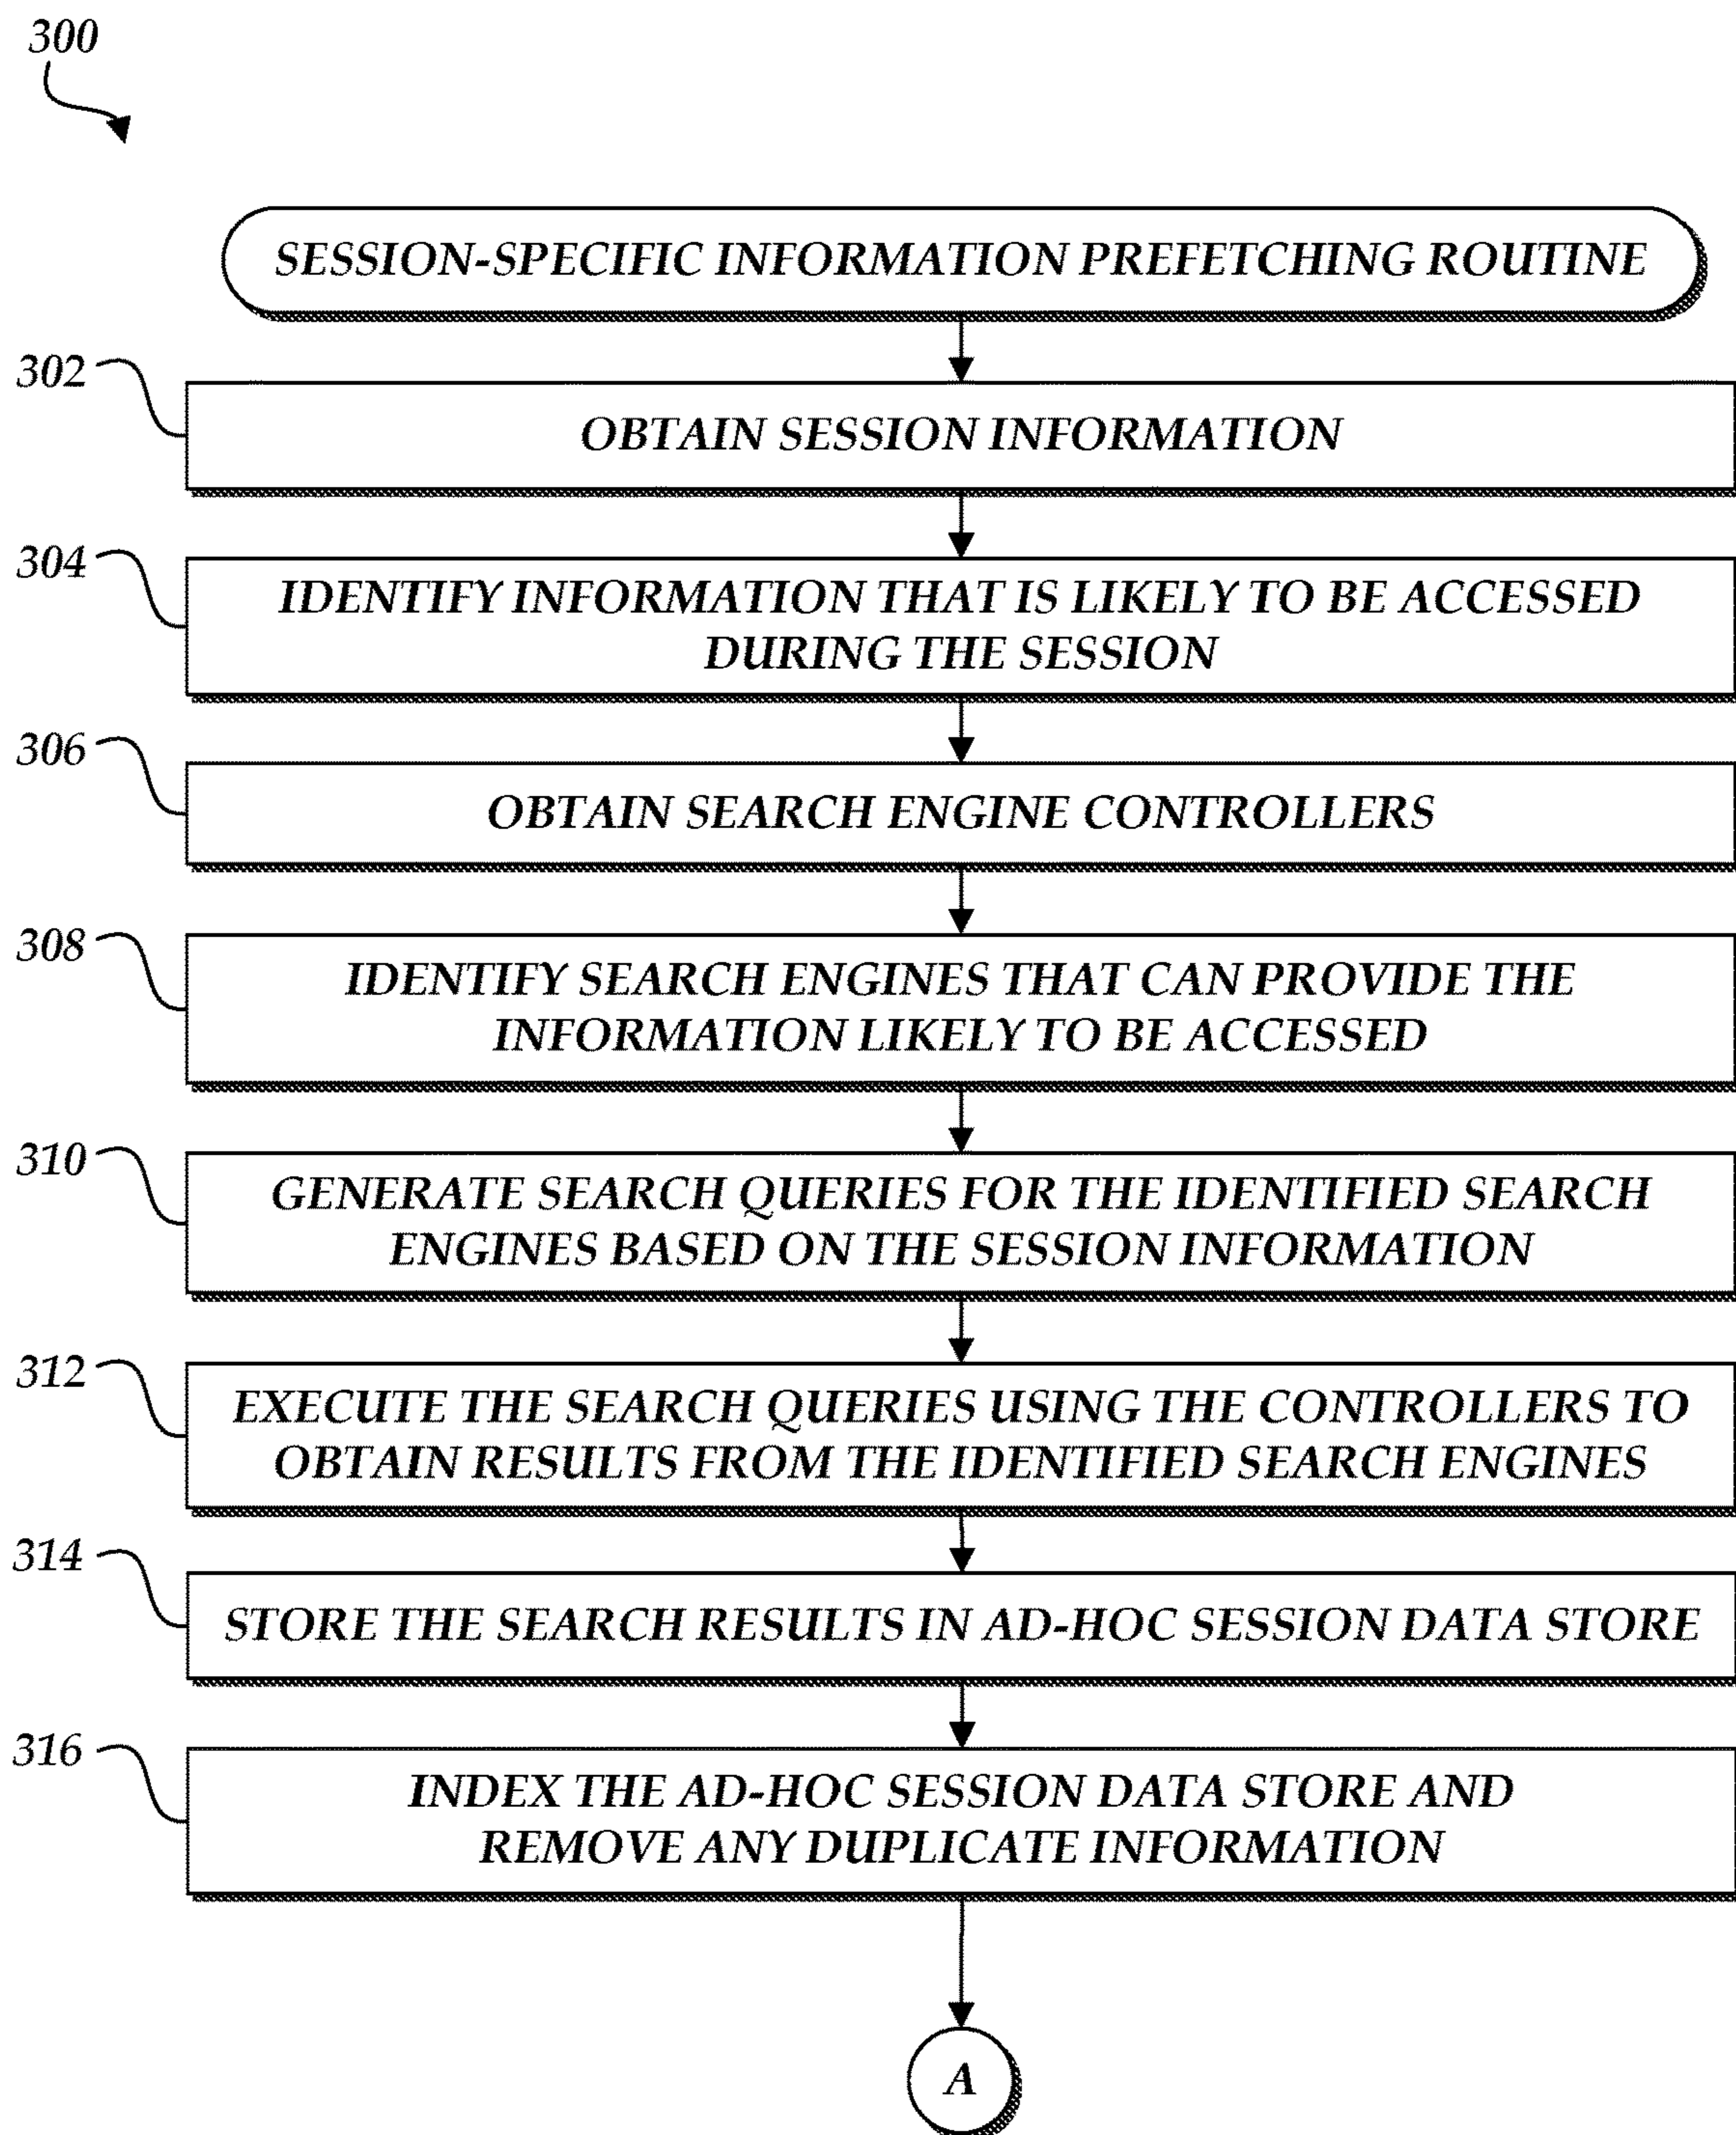 300
SESSION-SPECIFIC INFORMATION PREFETCHING ROUTINE
302
OBTAIN SESSION INFORMATION
304
IDENTIFY INFORMATION THAT IS LIKELY TO BE ACCESSED
DURING THE SESSION
306
OBTAIN SEARCH ENGINE CONTROLLERS
308
IDENTIFY SEARCH ENGINES THAT CAN PROVIDE THE
INFORMATION LIKELY TO BE ACCESSED
310
GENERATE SEARCH QUERIES FOR THE IDENTIFIED SEARCH
ENGINES BASED ON THE SESSION INFORMATION
312
EXECUTE THE SEARCH QUERIES USING THE CONTROLLERS TO
OBTAIN RESULTS FROM THE IDENTIFIED SEARCH ENGINES
314
STORE THE SEARCH RESULTS IN AD-HOC SESSION DATA STORE
316
INDEX THE AD-HOC SESSION DATA STORE AND
REMOVE ANY DUPLICATE INFORMATION
A